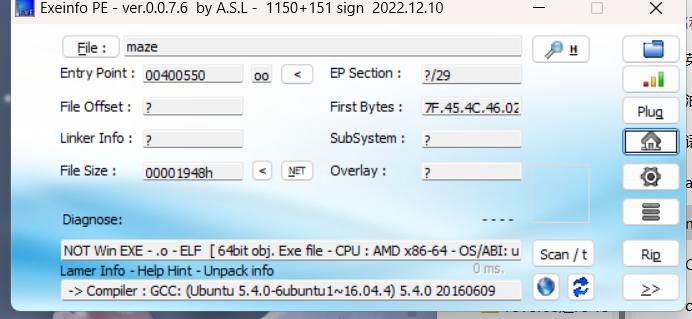 Exeinfo PE - ver.0.0.7.6 by A.S.L - 1150+151 sign 2022.12.10
File : maze H
Entry Point : 00400550 oo < EP Section : ?/29
File Offset : ? First Bytes : 7F.45.4C.46.02 Plug
Linker Info : ? SubSystem : ?
File Size : 00001948h < NET Overlay : ?
Diagnose: - - - -
NOT Win EXE - .o - ELF [ 64bit obj. Exe file - CPU : AMD x86-64 - OS/ABI: u Scan / t Rip
Lamer Info - Help Hint - Unpack info 0 ms.
-> Compiler : GCC: (Ubuntu 5.4.0-6ubuntu1~16.04.4) 5.4.0 20160609 >>